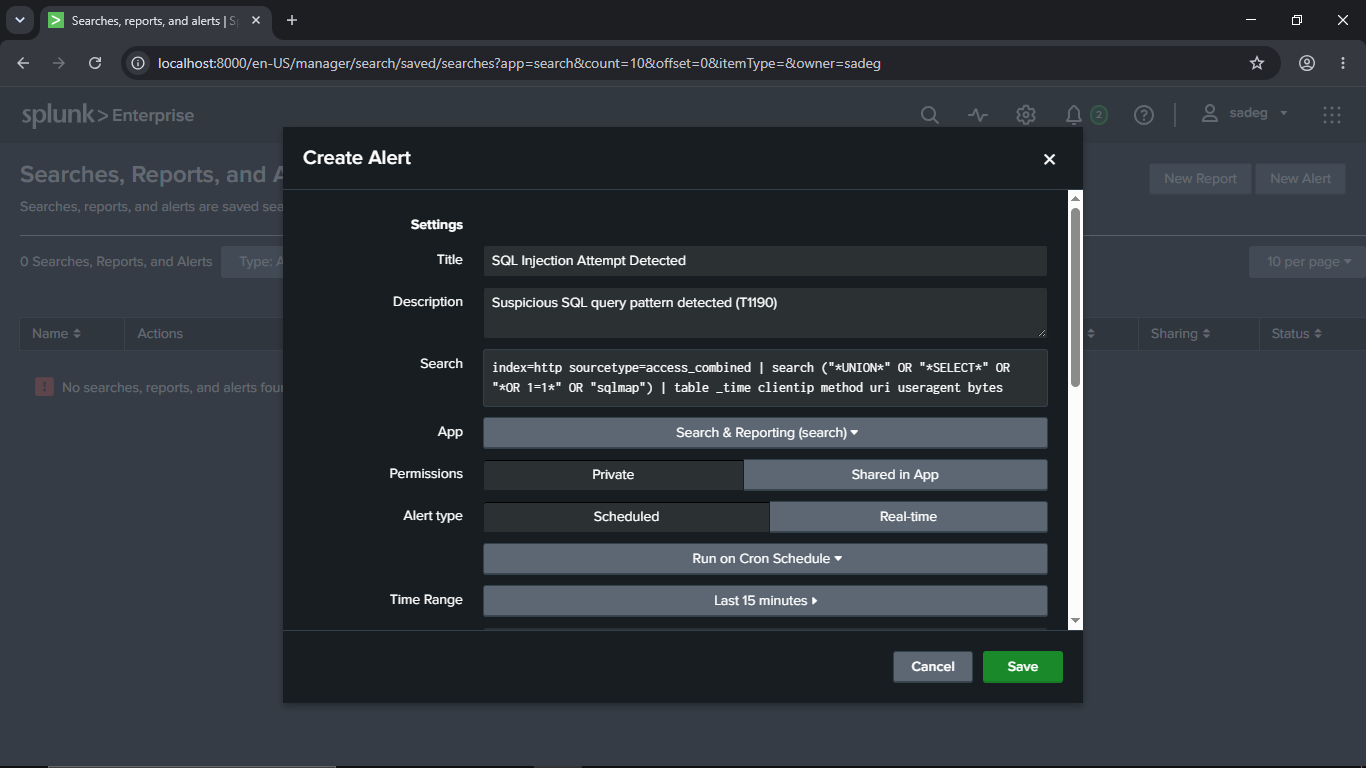 Searches, reports, and alerts | S
localhost:8000/en-US/manager/search/saved/searches?app=search&count=10&offset=0&itemType=&owner=sadeg
splunk> Enterprise
2
sadeg
Create Alert
Searches, Reports, and A
New Report
New Alert
Searches, reports, and alerts are saved sea
Settings
0 Searches, Reports, and Alerts
Type: A
10 per page
Title
SQL Injection Attempt Detected
Description
Suspicious SQL query pattern detected (T1190)
Name
Actions
Sharing
Status
Search
index=http sourcetype=access_combined | search ("*UNION*" OR "*SELECT*" OR
"*OR 1=1*" OR "sqlmap") | table _time clientip method uri useragent bytes
No searches, reports, and alerts four
App
Search & Reporting (search)
Permissions
Private
Shared in App
Alert type
Scheduled
Real-time
Run on Cron Schedule
Time Range
Last 15 minutes
Cancel
Save